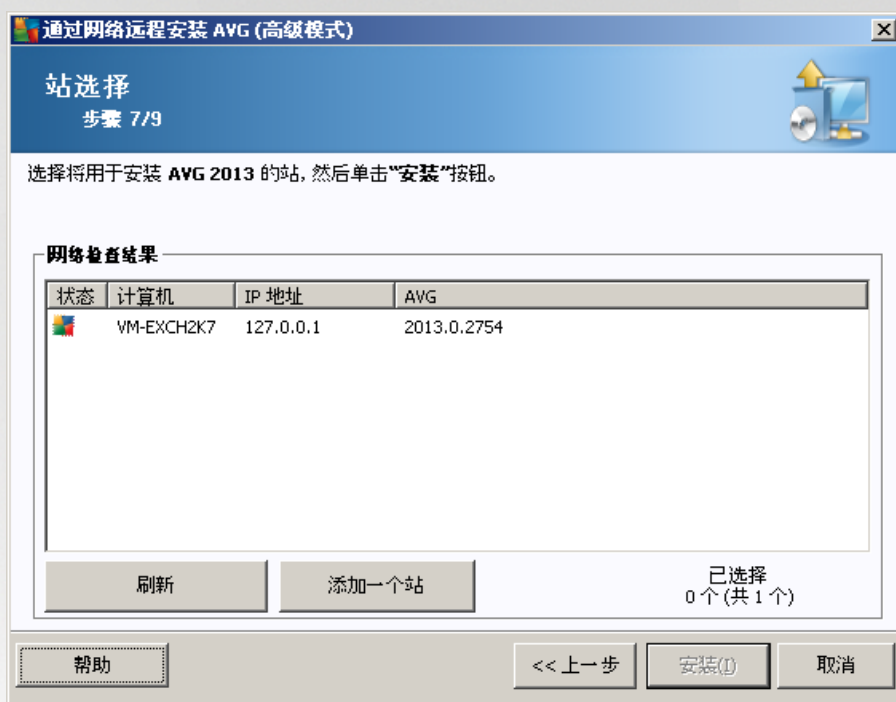 通过网络远程安装 AVG (高级模式)
站选择
步骤 7/9
选择将用于安装 AVG 2013 的站, 然后单击"安装"按钮。
网络检查结果
状态 计算机 IP 地址 AVG
VM-EXCH2K7 127.0.0.1 2013.0.2754
刷新 添加一个站 已选择
0 个 (共 1 个)
帮助 << 上一步 安装(I) 取消